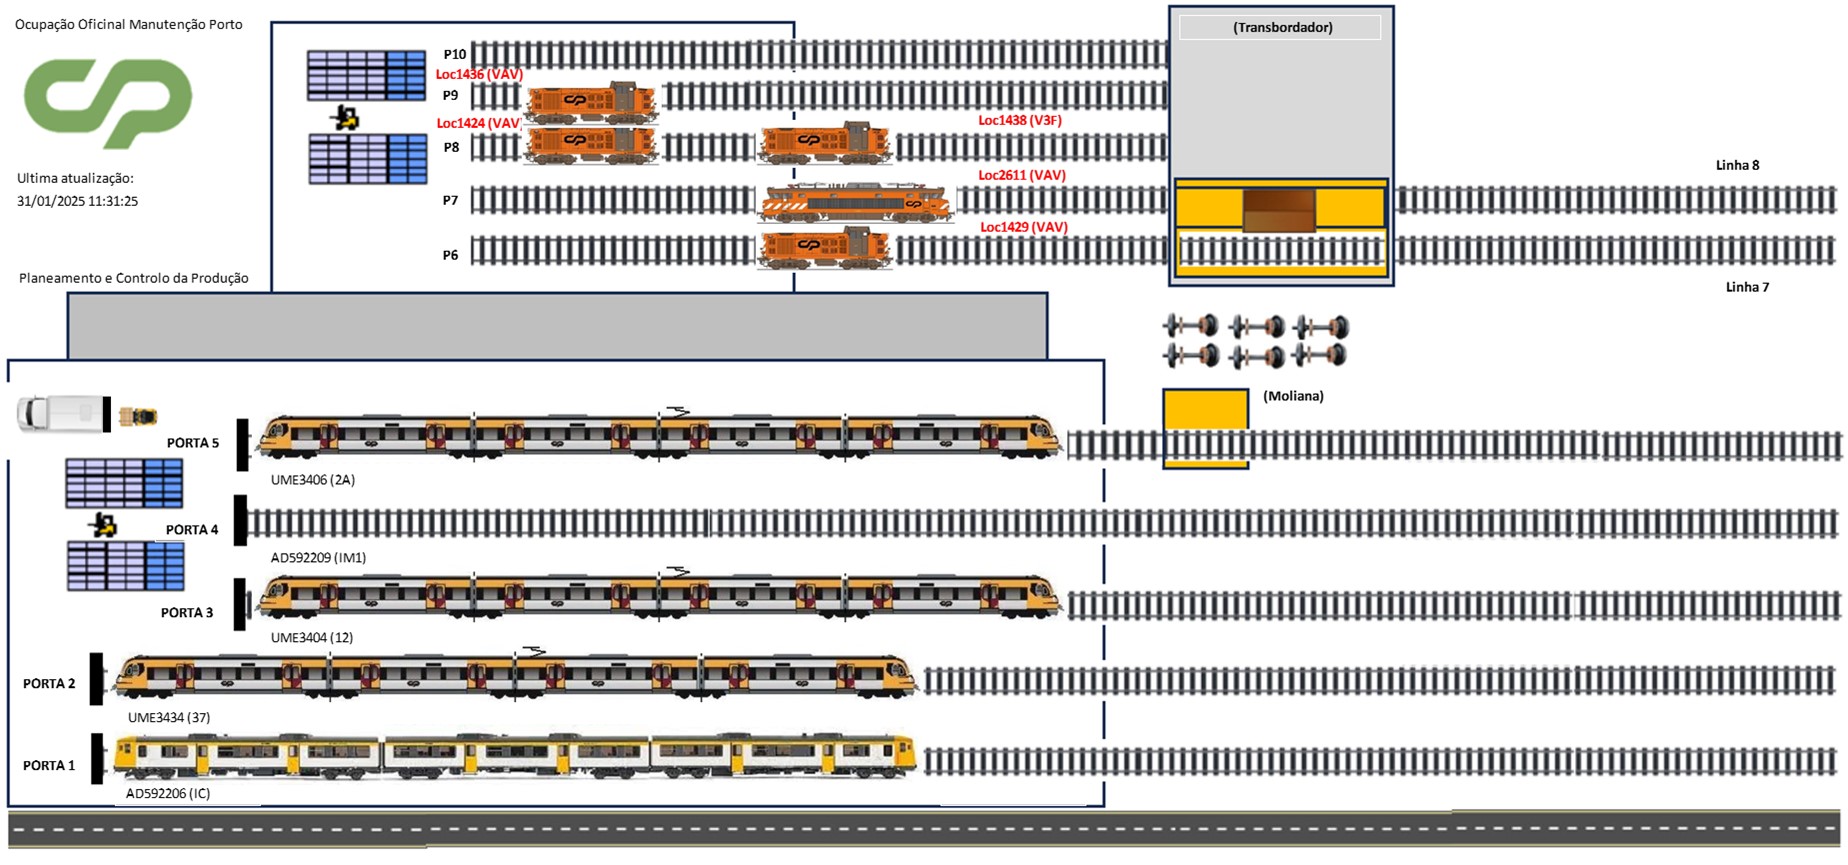 Ocupação Oficinal Manutenção Porto
CP
Ultima atualização:
31/01/2025 11:31:25
Planeamento e Controlo da Produção
(Transbordador)
P10
Loc1436 (VAV)
P9
Loc1424 (VAV)
Loc1438 (V3F)
P8
Loc2611 (VAV)
P7
Loc1429 (VAV)
P6
Linha 8
Linha 7
(Moliana)
PORTA 5
UME3406 (2A)
PORTA 4
AD592209 (IM1)
PORTA 3
UME3404 (12)
PORTA 2
UME3434 (37)
PORTA 1
AD592206 (IC)